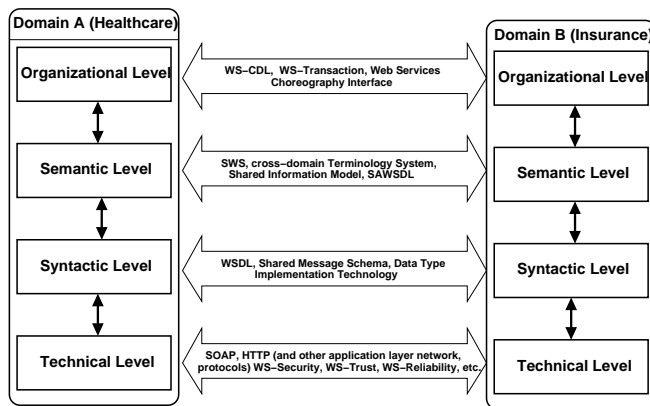 Domain A (Healthcare)
Domain B (Insurance)
Organizational Level
WS–CDL, WS–Transaction, Web Services
Choreography Interface
Organizational Level
Semantic Level
SWS, cross–domain Terminology System,
Shared Information Model, SAWSDL
Semantic Level
Syntactic Level
WSDL, Shared Message Schema, Data Type
Implementation Technology
Syntactic Level
Technical Level
SOAP, HTTP (and other application layer network,
protocols) WS–Security, WS–Trust, WS–Reliability, etc.
Technical Level